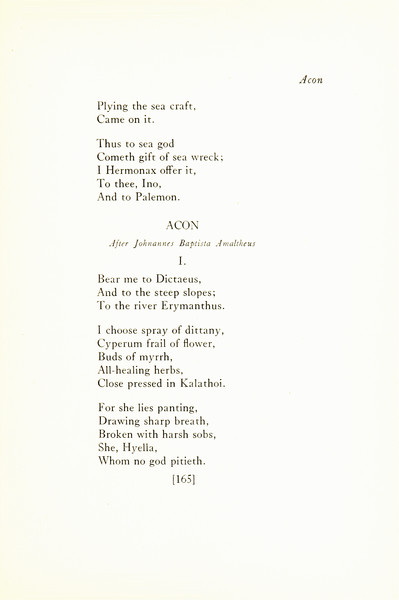 Acon
Plying the sea craft,
Came on it.
Thus to sea god
Cometh gift of sea wreck;
I Hermonax offer it,
To thee, Ino,
And to Palemon.
ACON
After Johnannes Baptista Amaltheus
I.
Bear me to Dictaeus,
And to the steep slopes;
To the river Erymanthus.
I choose spray of dittany,
Cyperum frail of flower,
Buds of myrrh,
All-healing herbs,
Close pressed in Kalathoi.
For she lies panting,
Drawing sharp breath,
Broken with harsh sobs,
She, Hyella,
Whom no god pitieth.
[165]